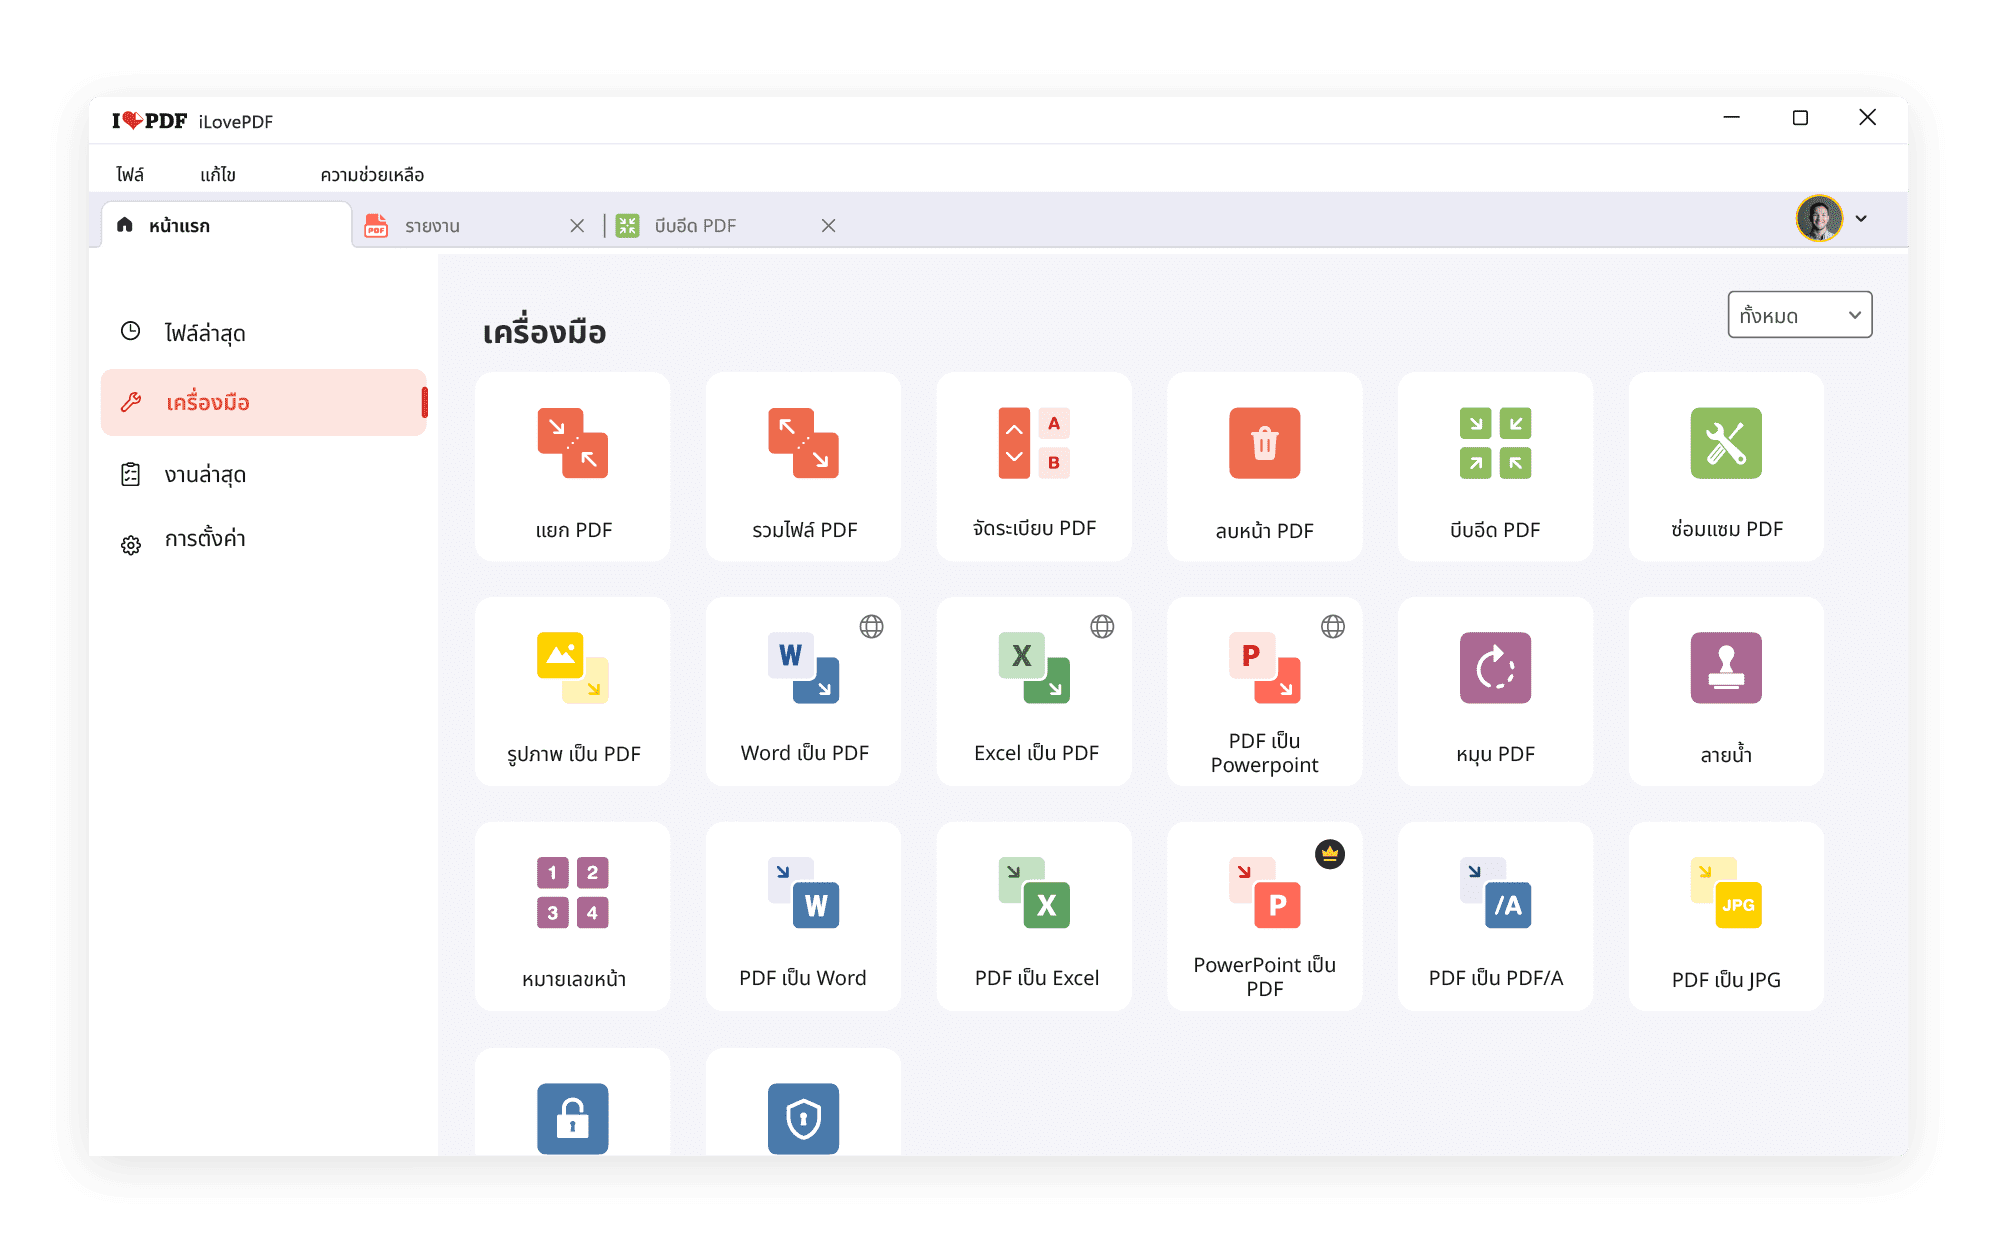 I PDF iLovePDF
ไฟล์ แก้ไข ความช่วยเหลือ
หน้าแรก
PDF รายงาน
บีบอีด PDF
ไฟล์ล่าสุด
เครื่องมือ
งานล่าสุด
การตั้งค่า
เครื่องมือ
ทั้งหมด
แยก PDF
รวมไฟล์ PDF
A
B
จัดระเบียบ PDF
ลบหน้า PDF
บีบอีด PDF
ซ่อมแซม PDF
รูปภาพ เป็น PDF
W
Word เป็น PDF
X
Excel เป็น PDF
P
PDF เป็น
Powerpoint
หมุน PDF
ลายน้ำ
1 2
3 4
หมายเลขหน้า
W
PDF เป็น Word
X
PDF เป็น Excel
P
PowerPoint เป็น
PDF
/A
PDF เป็น PDF/A
JPG
PDF เป็น JPG